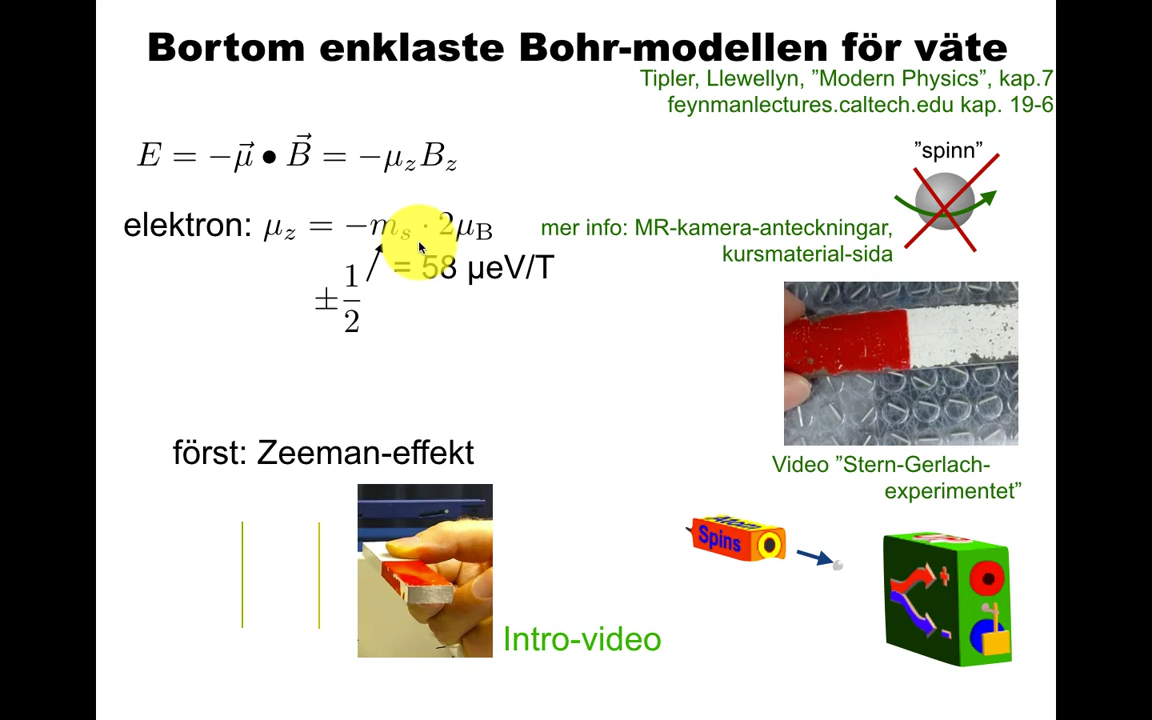 Bortom enklaste Bohr-modellen för väte
Tipler, Llewellyn, ”Modern Physics”, kap.7
feynmanlectures.caltech.edu kap. 19-6
E = −μ⃗ • B⃗ = −μ_z B_z
”spinn”
elektron: μ_z = −m_s · 2μ_B
mer info: MR-kamera-anteckningar,
kursmaterial-sida
= 58 μeV/T
±1/2
först: Zeeman-effekt
Video ”Stern-Gerlach-
experimentet”
Atom
Spins
+
-
Intro-video